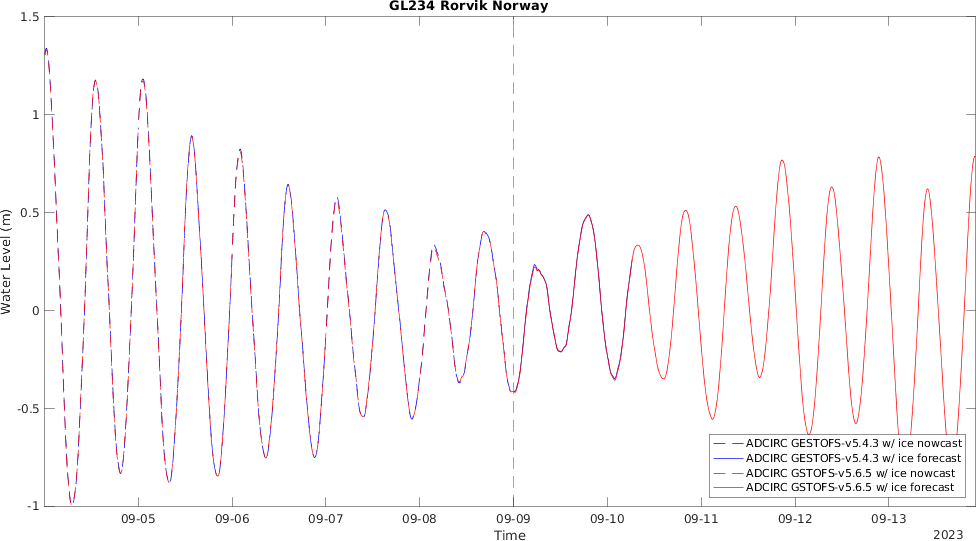 GL234 Rorvik Norway
1.5
1
0.5
0
-0.5
-1
Water Level (m)
ADCIRC GESTOFS-v5.4.3 w/ ice nowcast
ADCIRC GESTOFS-v5.4.3 w/ ice forecast
ADCIRC GSTOFS-v5.6.5 w/ ice nowcast
ADCIRC GSTOFS-v5.6.5 w/ ice forecast
09-05 09-06 09-07 09-08 09-09 09-10 09-11 09-12 09-13
Time
2023